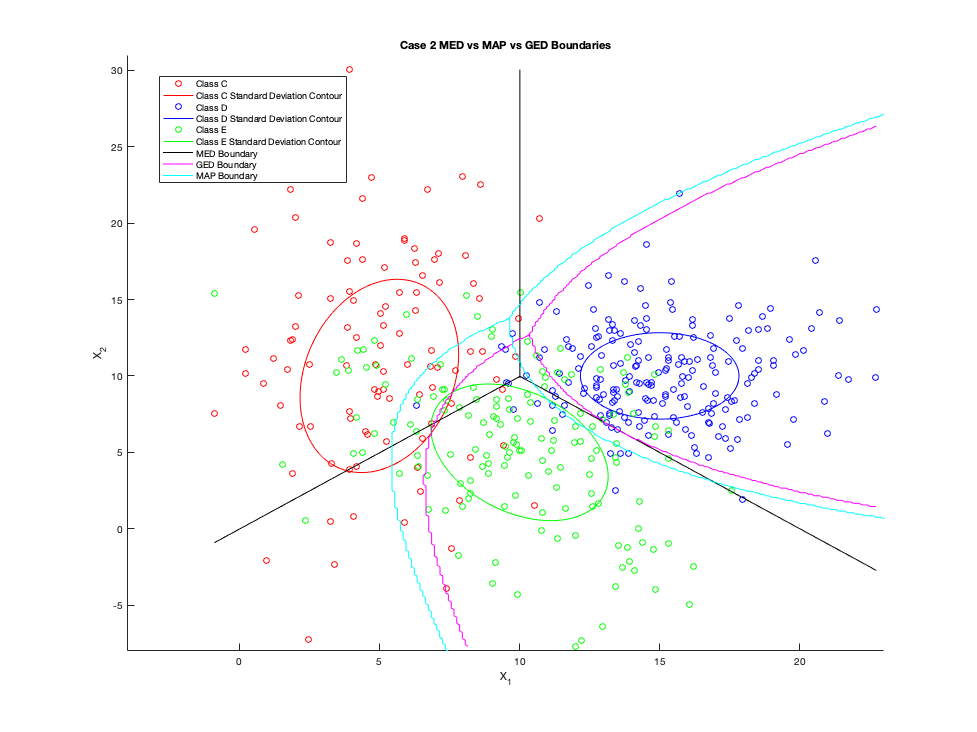 Case 2 MED vs MAP vs GED Boundaries
Class C
Class C Standard Deviation Contour
Class D
Class D Standard Deviation Contour
Class E
Class E Standard Deviation Contour
MED Boundary
GED Boundary
MAP Boundary
30
25
20
15
10
5
0
-5
X2
0
5
10
15
20
X1